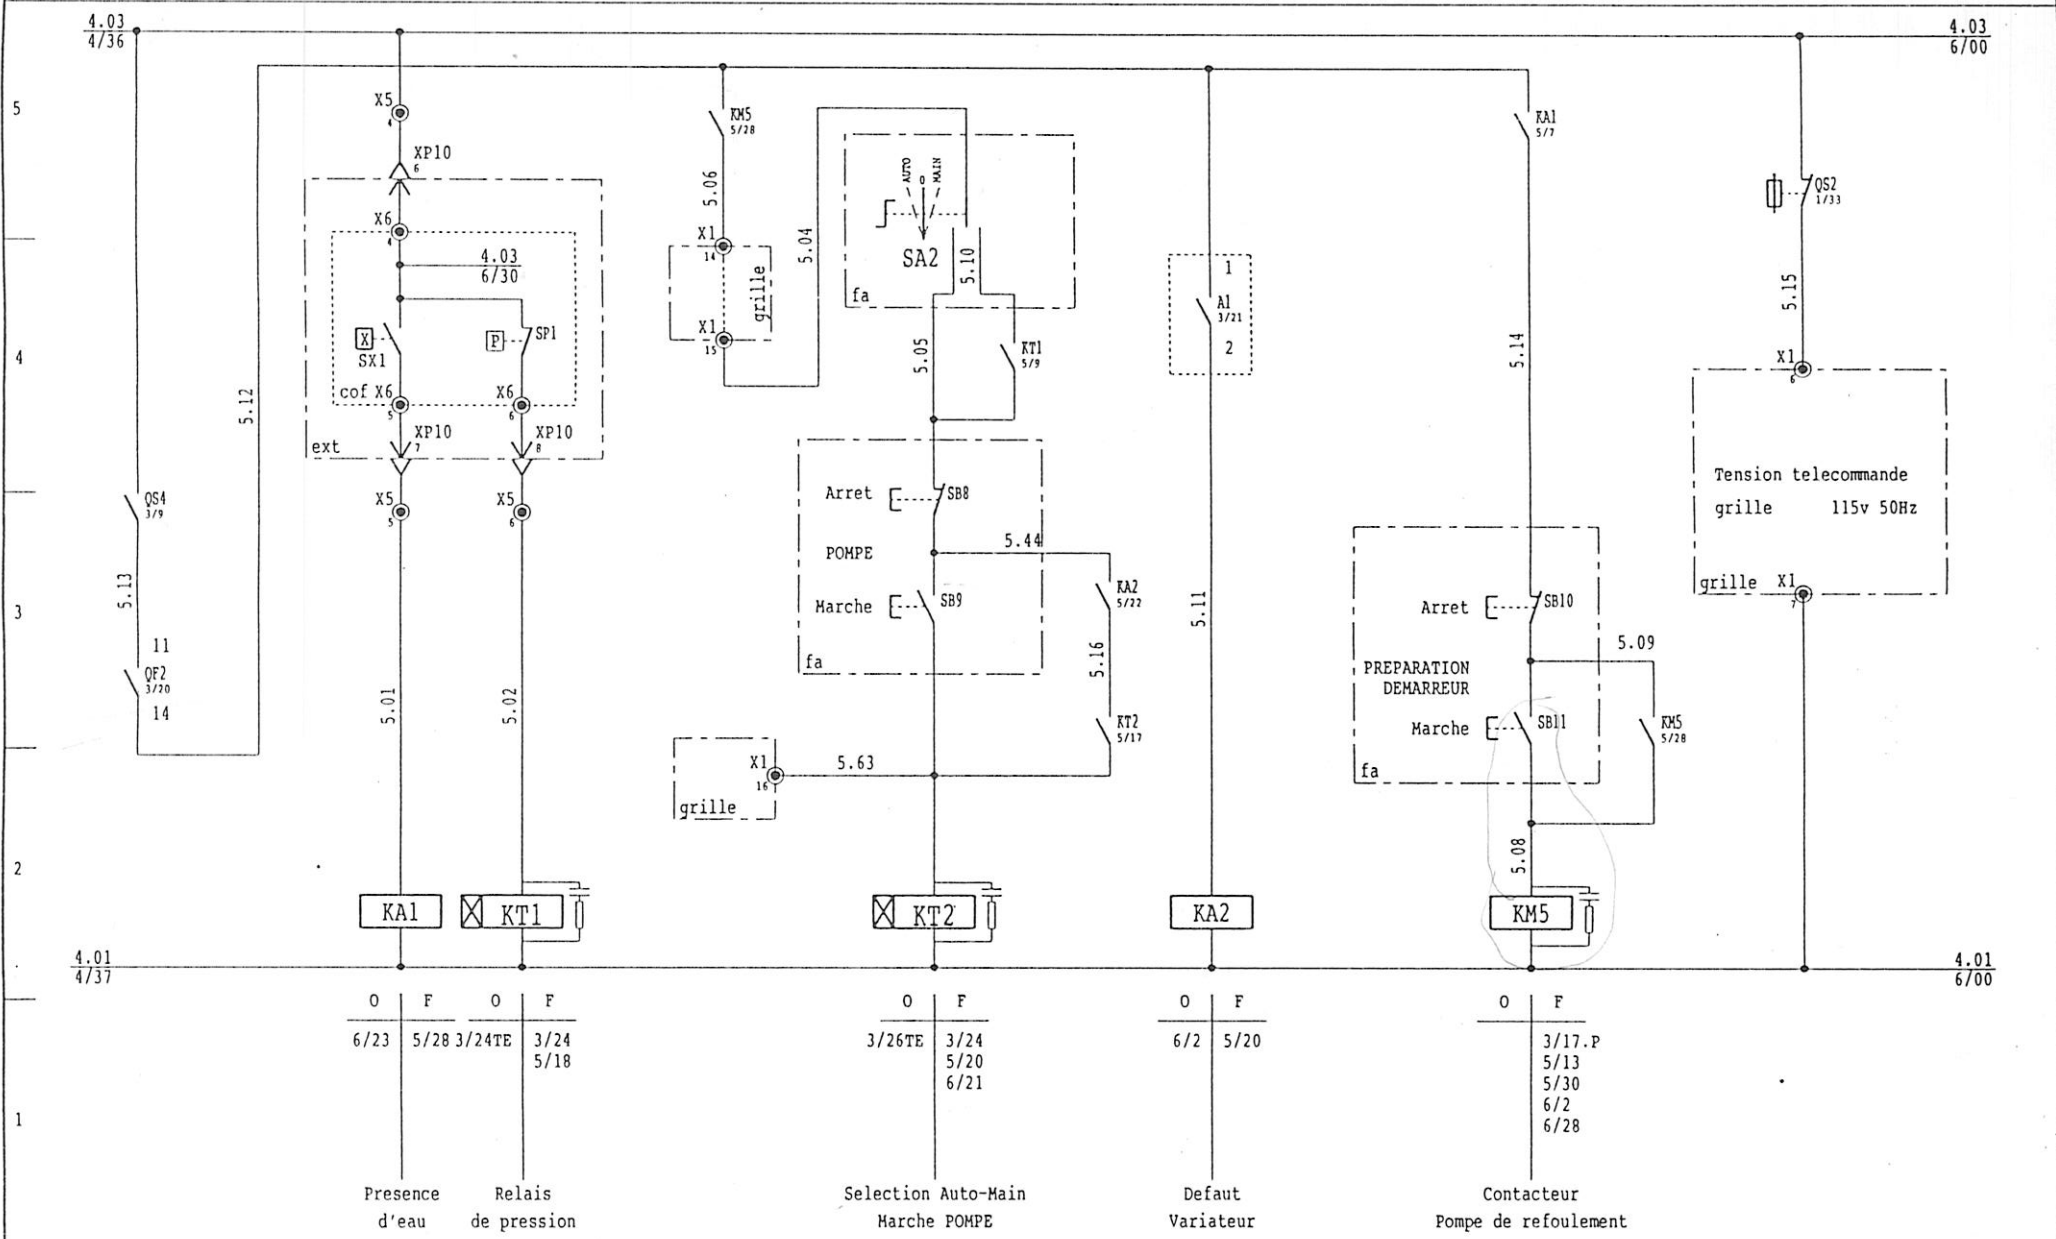 4.03
4/36
4.03
6/00
5
4
3
2
1
X5
4
XP10
6
X6
4
4.03
6/30
X
SX1
P
SP1
cof X6
5
X6
6
XP10
7
XP10
8
ext
X5
5
X5
6
5.12
QS4
3/9
5.13
11
QF2
3/20
14
5.01
5.02
KM5
5/28
5.06
X1
14
grille
X1
15
5.04
AUTO
0
MAIN
SA2
5.10
fa
5.05
KT1
5/9
Arret
SB8
POMPE
5.44
Marche
SB9
KA2
5/22
fa
5.16
KT2
5/17
X1
16
5.63
grille
1
A1
3/21
2
5.11
KA1
5/7
5.14
Arret
SB10
5.09
PREPARATION
DEMARREUR
Marche
SB11
KM5
5/28
fa
5.08
QS2
1/33
5.15
X1
6
Tension telecommande
grille 115v 50Hz
grille X1
7
KA1
KT1
KT2
KA2
KM5
4.01
4/37
4.01
6/00
O F
O F
O F
O F
O F
6/23 5/28
3/24TE 3/24
5/18
3/26TE 3/24
5/20
6/21
6/2 5/20
3/17.P
5/13
5/30
6/2
6/28
Presence
d'eau
Relais
de pression
Selection Auto-Main
Marche POMPE
Defaut
Variateur
Contacteur
Pompe de refoulement